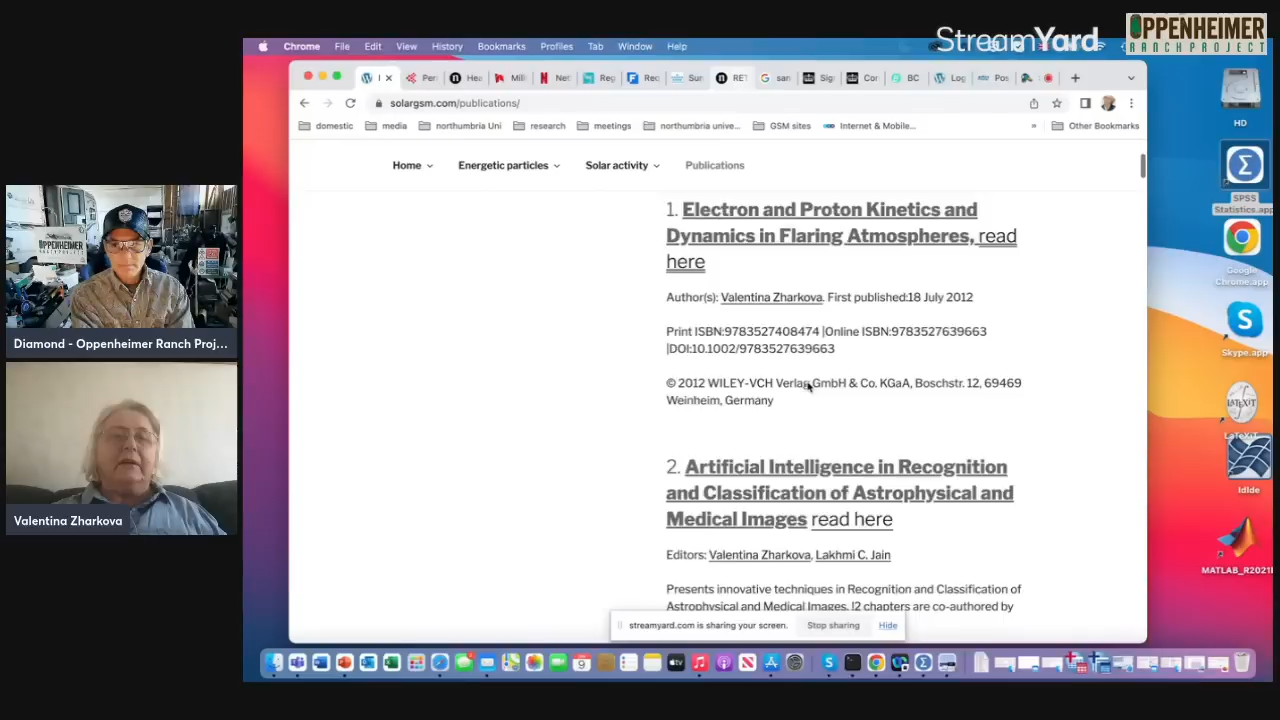 StreamYard
OPPENHEIMER
RANCH PROJECT
Chrome File Edit View History Bookmarks Profiles Tab Window Help
solargsm.com/publications/
domestic media northumbria Uni research meetings northumbria unive... GSM sites Internet & Mobile... » Other Bookmarks
Home Energetic particles Solar activity Publications
1. Electron and Proton Kinetics and
Dynamics in Flaring Atmospheres, read
here
Author(s): Valentina Zharkova. First published:18 July 2012
Print ISBN:9783527408474 |Online ISBN:9783527639663
|DOI:10.1002/9783527639663
© 2012 WILEY-VCH Verlag GmbH & Co. KGaA, Boschstr. 12, 69469
Weinheim, Germany
2. Artificial Intelligence in Recognition
and Classification of Astrophysical and
Medical Images read here
Editors: Valentina Zharkova, Lakhmi C. Jain
Presents innovative techniques in Recognition and Classification of
Astrophysical and Medical Images. !2 chapters are co-authored by
streamyard.com is sharing your screen. Stop sharing Hide
HD
SPSS
Statistics.app
Google
Chrome.app
Skype.app
MATLAB_R2021
OPPENHEIMER
Diamond - Oppenheimer Ranch Proj...
Valentina Zharkova